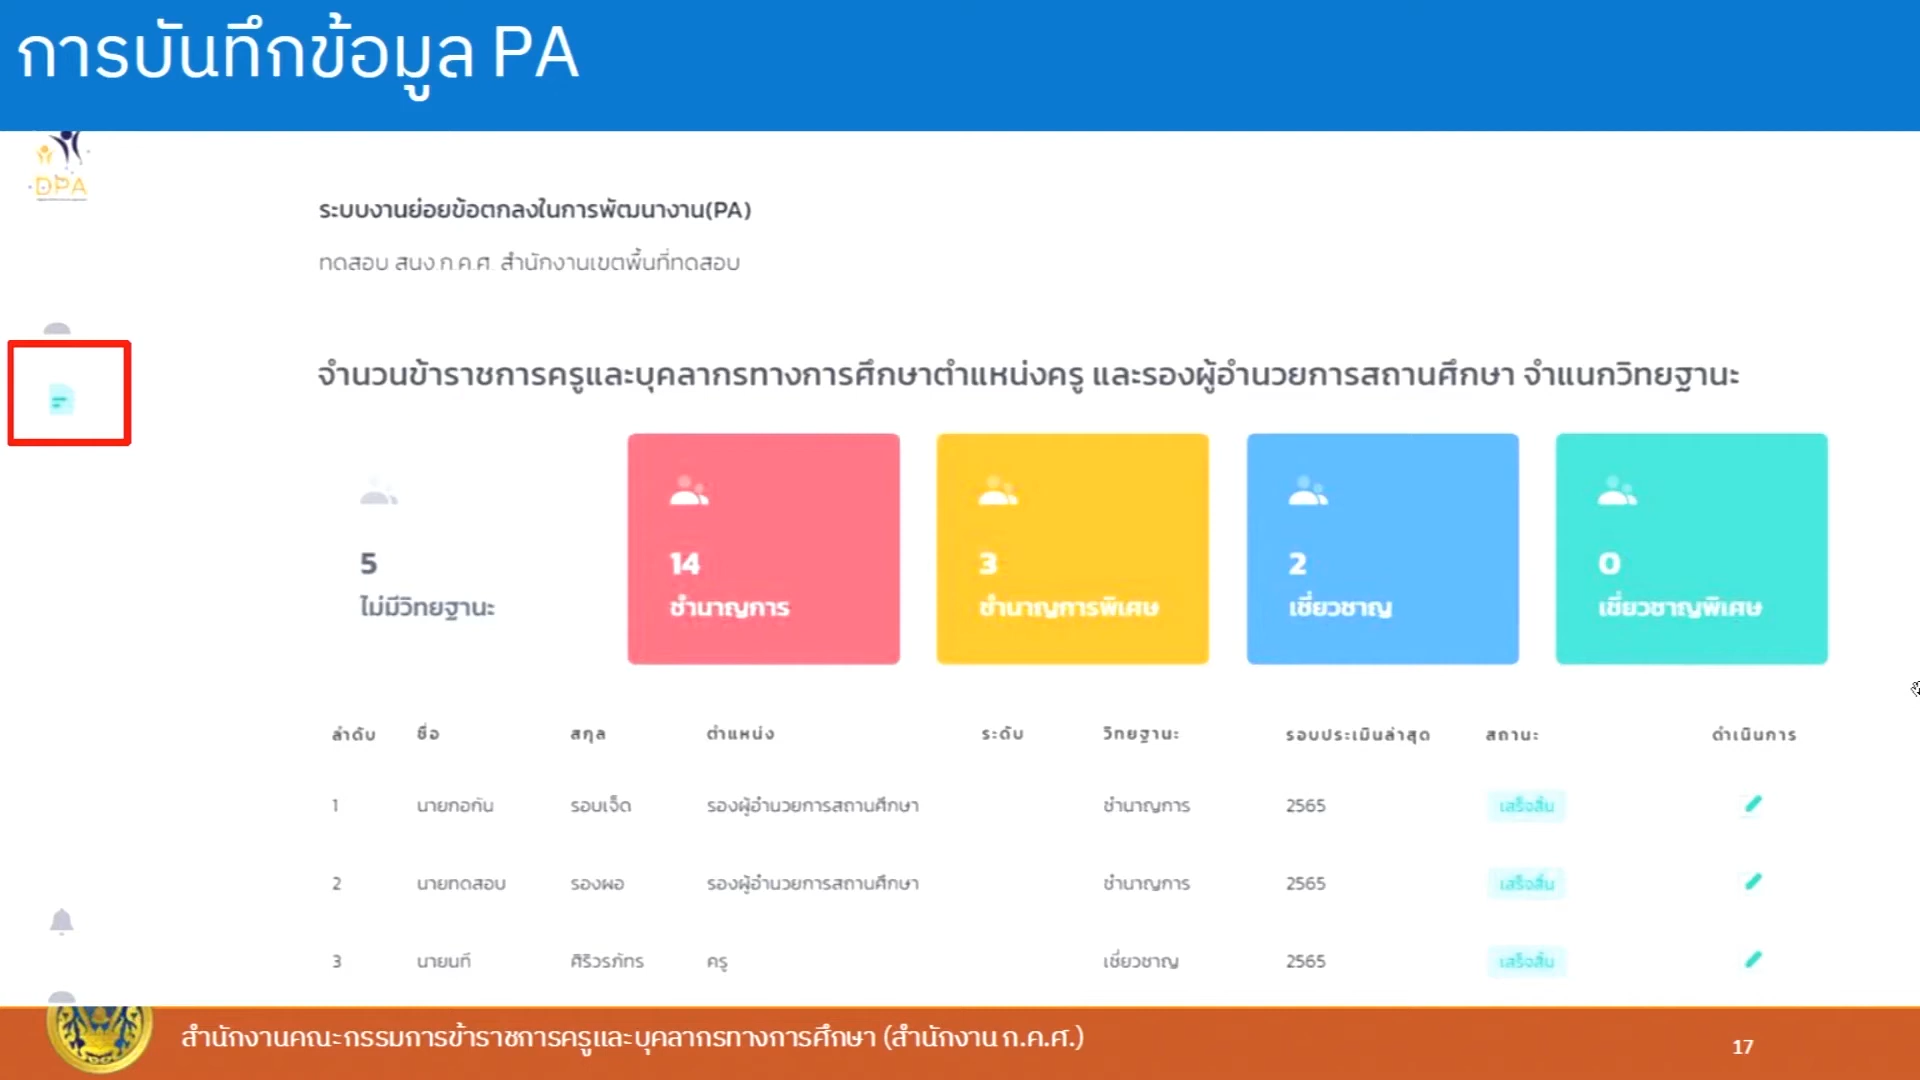 การบันทึกข้อมูล PA
DPA
ระบบงานย่อยข้อตกลงในการพัฒนางาน(PA)
ทดสอบ สนง.ก.ค.ศ. สำนักงานเขตพื้นที่ทดสอบ
จำนวนข้าราชการครูและบุคลากรทางการศึกษาตำแหน่งครู และรองผู้อำนวยการสถานศึกษา จำแนกวิทยฐานะ
5 14 3 2 0
ไม่มีวิทยฐานะ ชำนาญการ ชำนาญการพิเศษ เชี่ยวชาญ เชี่ยวชาญพิเศษ
ลำดับ ชื่อ สกุล ตำแหน่ง ระดับ วิทยฐานะ รอบประเมินล่าสุด สถานะ ดำเนินการ
1 นายกอกัน รอบเจ็ด รองผู้อำนวยการสถานศึกษา ชำนาญการ 2565 เสร็จสิ้น
2 นายทดสอบ รองผอ รองผู้อำนวยการสถานศึกษา ชำนาญการ 2565 เสร็จสิ้น
3 นายนที ศิริวรภัทร ครู เชี่ยวชาญ 2565 เสร็จสิ้น
สำนักงานคณะกรรมการข้าราชการครูและบุคลากรทางการศึกษา (สำนักงาน ก.ค.ศ.)
17